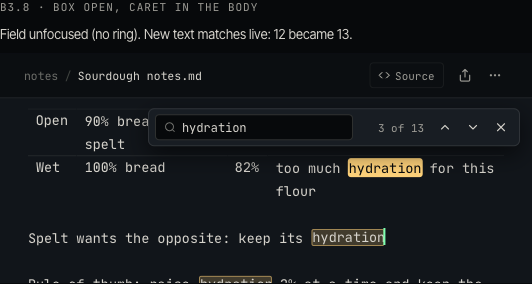 B3.8 · BOX OPEN, CARET IN THE BODY
Field unfocused (no ring). New text matches live: 12 became 13.
notes / Sourdough notes.md
<> Source
hydration
3 of 13
Open 90% brea
spelt
Wet 100% bread 82% too much hydration for this
flour
Spelt wants the opposite: keep its hydration